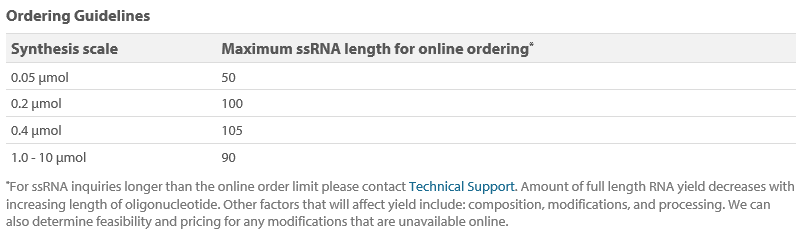 Ordering Guidelines
Synthesis scale Maximum ssRNA length for online ordering*
0.05 µmol 50
0.2 µmol 100
0.4 µmol 105
1.0 - 10 µmol 90
*For ssRNA inquiries longer than the online order limit please contact Technical Support. Amount of full length RNA yield decreases with
increasing length of oligonucleotide. Other factors that will affect yield include: composition, modifications, and processing. We can
also determine feasibility and pricing for any modifications that are unavailable online.